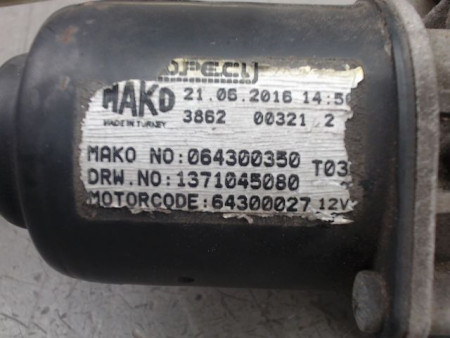 MAKO 21.06.2016 14:50
MADE IN TURKEY 3862 00321 2
MAKO NO:064300350 T03
DRW.NO:1371045080
MOTORCODE:64300027 12V